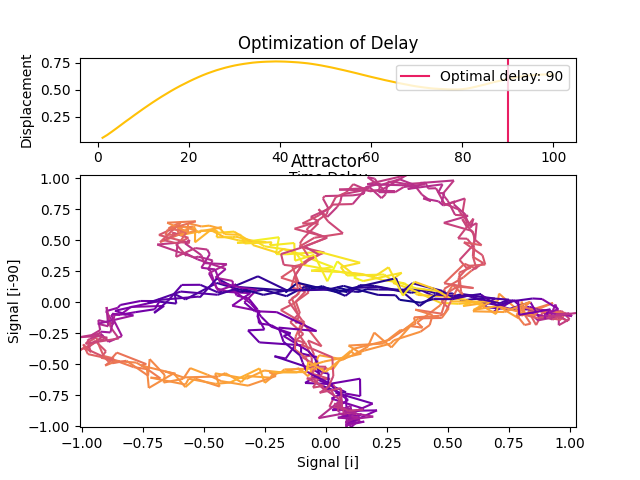 Optimization of Delay
Displacement
0.75
0.50
0.25
Optimal delay: 90
0 20 40 60 80 100
Time Delay
Attractor
Signal [i-90]
1.00
0.75
0.50
0.25
0.00
−0.25
−0.50
−0.75
−1.00
−1.00 −0.75 −0.50 −0.25 0.00 0.25 0.50 0.75 1.00
Signal [i]